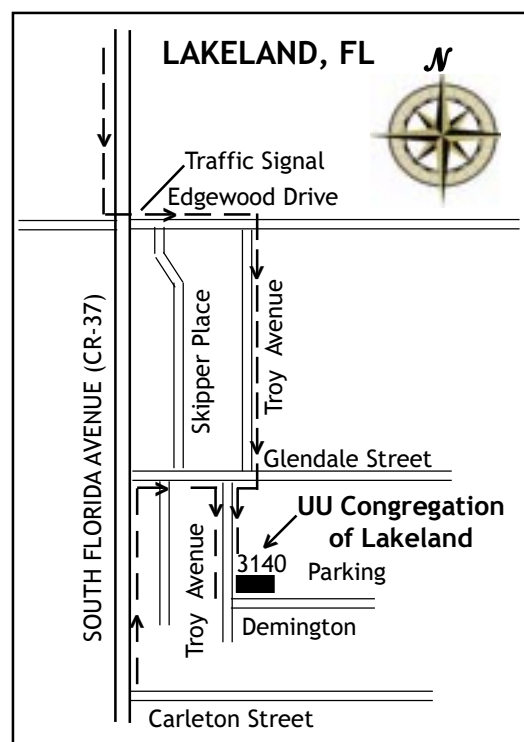 LAKELAND, FL
N
Traffic Signal
Edgewood Drive
SOUTH FLORIDA AVENUE (CR-37)
Skipper Place
Troy Avenue
Glendale Street
UU Congregation
of Lakeland
3140
Parking
Troy Avenue
Demington
Carleton Street